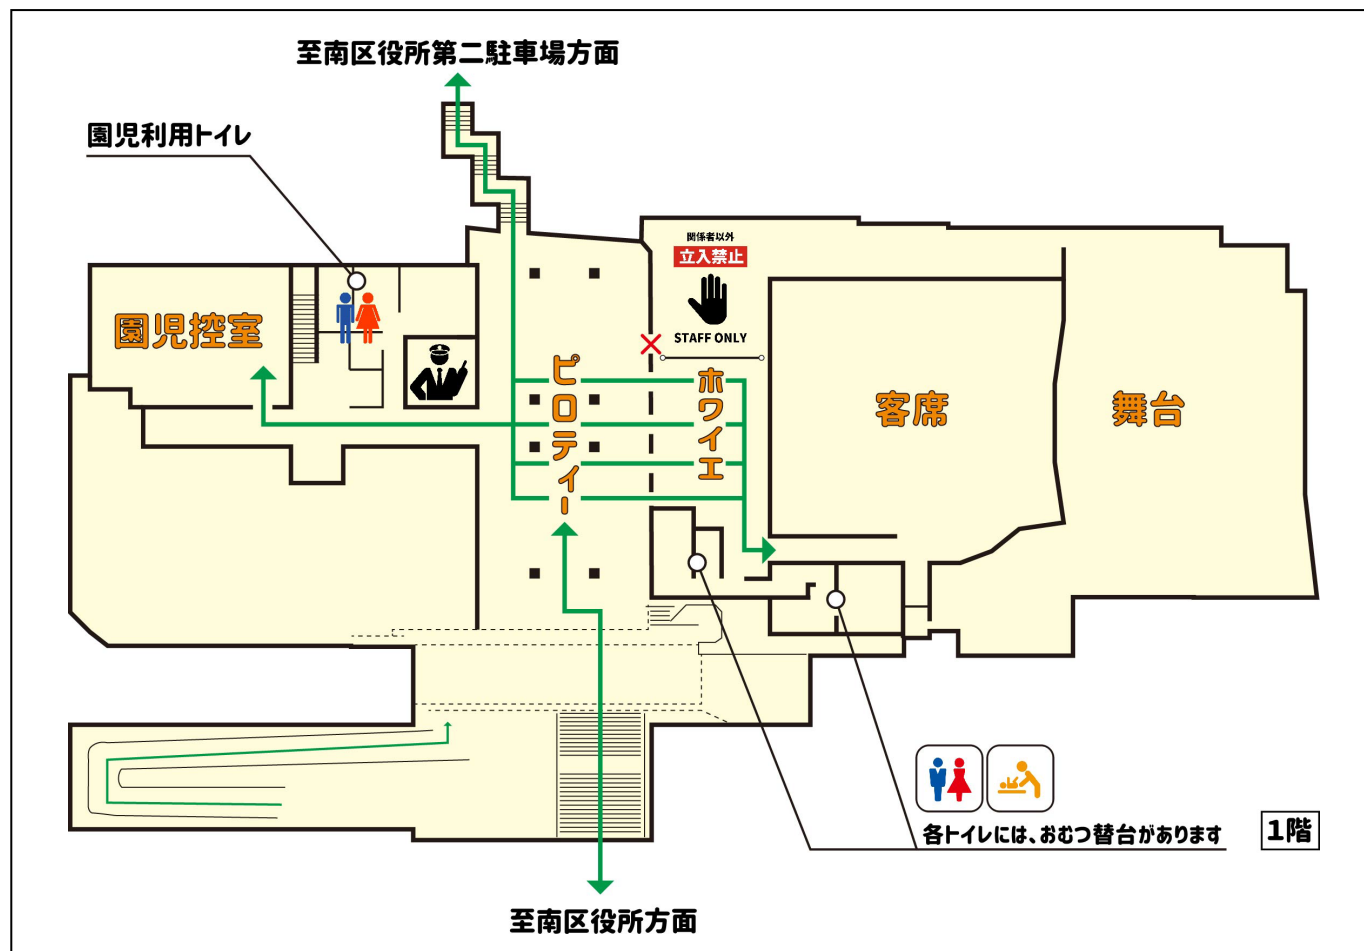 至南区役所第二駐車場方面
園児利用トイレ
関係者以外
立入禁止
STAFF ONLY
園児控室
ピロティー
ホワイエ
客席
舞台
各トイレには、おむつ替台があります
1階
至南区役所方面